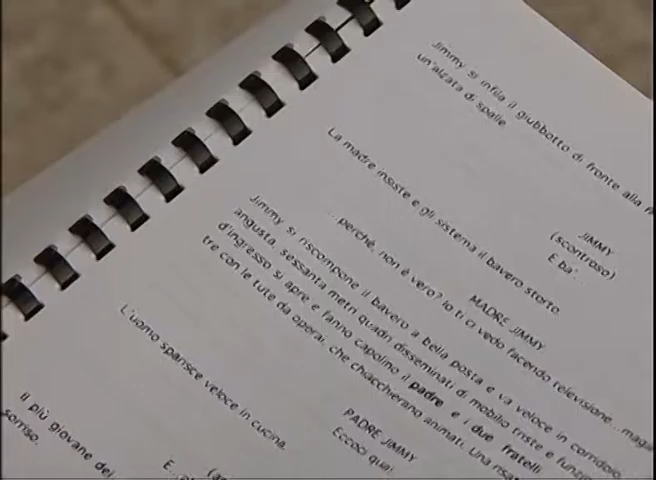 Jimmy si infila il giubbotto di fronte alla
un'alzata di spalle.
JIMMY
(scontroso)
E ba'...
La madre insiste e gli sistema il bavero storto.
MADRE JIMMY
...perché, non è vero? Io ti ci vedo facendo televisione...
Jimmy si riscompone il bavero a bella posta e va veloce in corridoio.
angusta, sessanta metri quadri disseminati di mobilio triste e
d'ingresso si apre e fanno capolino il padre e i due fratelli
tre con le tute da operai, che chiacchierano animati. Una
PADRE JIMMY
Eccoci qua!
L'uomo sparisce veloce in cucina.
Il più giovane dei
sorriso.
E...